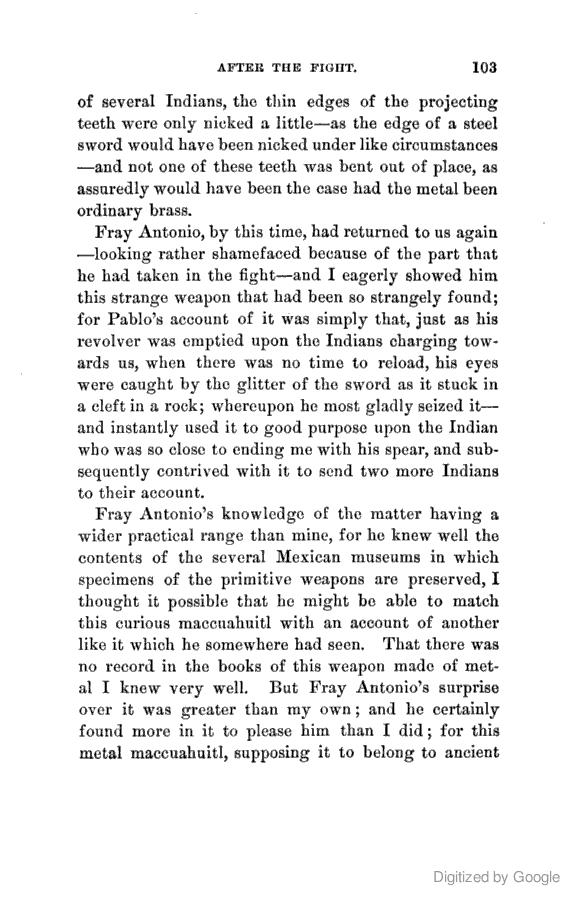 AFTER THE FIGHT. 103
of several Indians, the thin edges of the projecting
teeth were only nicked a little—as the edge of a steel
sword would have been nicked under like circumstances
—and not one of these teeth was bent out of place, as
assuredly would have been the case had the metal been
ordinary brass.
Fray Antonio, by this time, had returned to us again
—looking rather shamefaced because of the part that
he had taken in the fight—and I eagerly showed him
this strange weapon that had been so strangely found;
for Pablo's account of it was simply that, just as his
revolver was emptied upon the Indians charging tow-
ards us, when there was no time to reload, his eyes
were caught by the glitter of the sword as it stuck in
a cleft in a rock; whereupon he most gladly seized it—
and instantly used it to good purpose upon the Indian
who was so close to ending me with his spear, and sub-
sequently contrived with it to send two more Indians
to their account.
Fray Antonio's knowledge of the matter having a
wider practical range than mine, for he knew well the
contents of the several Mexican museums in which
specimens of the primitive weapons are preserved, I
thought it possible that he might be able to match
this curious maccuahuitl with an account of another
like it which he somewhere had seen. That there was
no record in the books of this weapon made of met-
al I knew very well. But Fray Antonio's surprise
over it was greater than my own; and he certainly
found more in it to please him than I did; for this
metal maccuahuitl, supposing it to belong to ancient
Digitized by Google